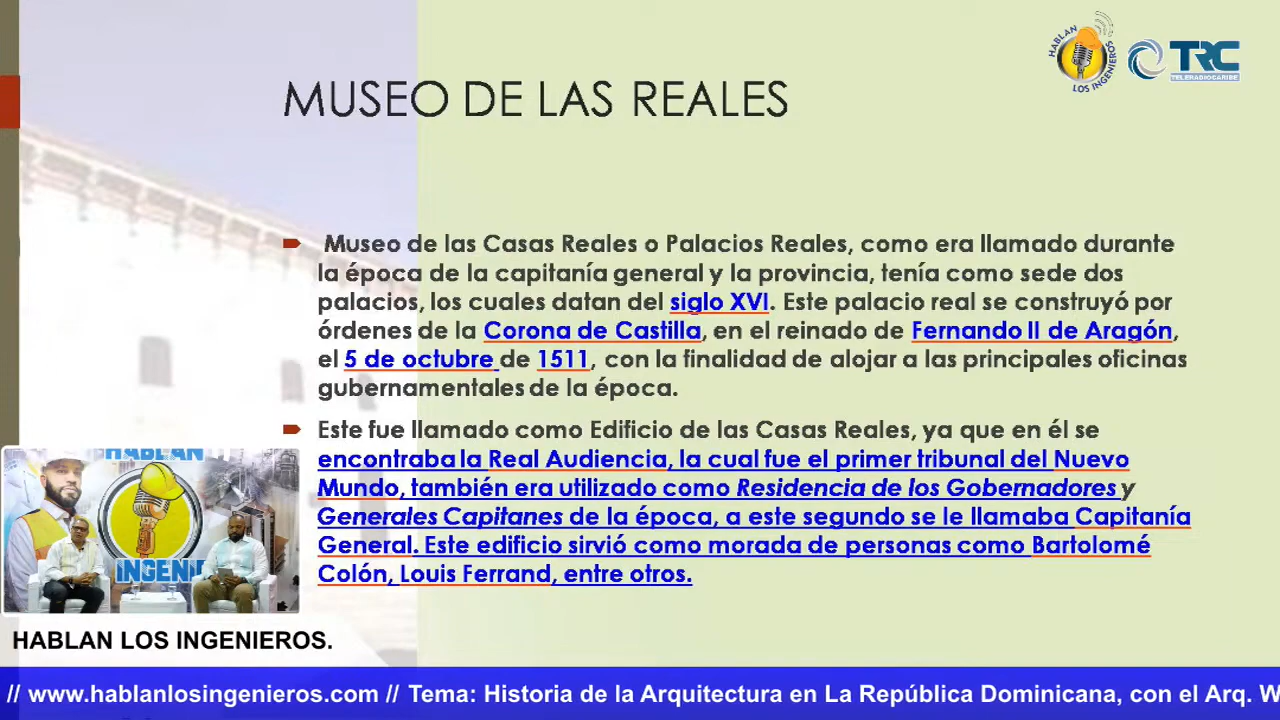 HABLAN
LOS INGENIEROS
TRC
TELERADIOCARIBE
MUSEO DE LAS REALES
Museo de las Casas Reales o Palacios Reales, como era llamado durante
la época de la capitanía general y la provincia, tenía como sede dos
palacios, los cuales datan del siglo XVI. Este palacio real se construyó por
órdenes de la Corona de Castilla, en el reinado de Fernando II de Aragón,
el 5 de octubre de 1511, con la finalidad de alojar a las principales oficinas
gubernamentales de la época.
Este fue llamado como Edificio de las Casas Reales, ya que en él se
encontraba la Real Audiencia, la cual fue el primer tribunal del Nuevo
Mundo, también era utilizado como Residencia de los Gobernadores y
Generales Capitanes de la época, a este segundo se le llamaba Capitanía
General. Este edificio sirvió como morada de personas como Bartolomé
Colón, Louis Ferrand, entre otros.
HABLAN
INGENI
HABLAN LOS INGENIEROS.
// www.hablanlosingenieros.com // Tema: Historia de la Arquitectura en La República Dominicana, con el Arq. W